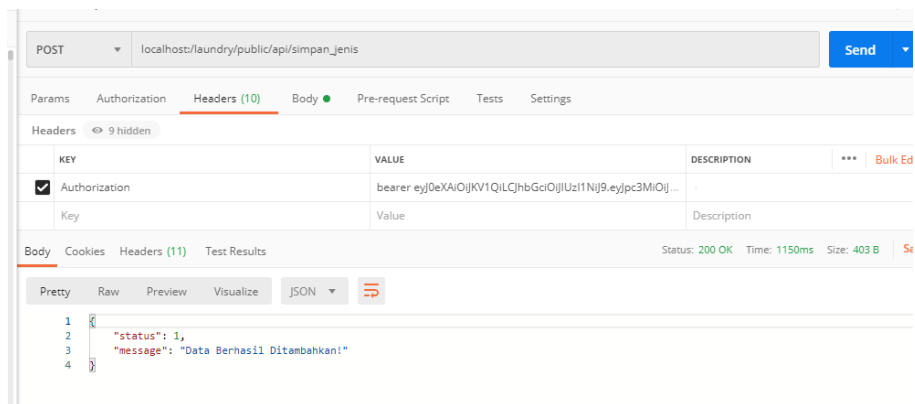 POST localhost:/laundry/public/api/simpan_jenis Send
Params Authorization Headers (10) Body Pre-request Script Tests Settings
Headers 9 hidden
KEY VALUE DESCRIPTION ••• Bulk Ed
Authorization bearer eyJ0eXAiOiJKV1QiLCJhbGciOiJIUzI1NiJ9.eyJpc3MiOiJ...
Key Value Description
Body Cookies Headers (11) Test Results Status: 200 OK Time: 1150ms Size: 403 B Sa
Pretty Raw Preview Visualize JSON
1 {
2 "status": 1,
3 "message": "Data Berhasil Ditambahkan!"
4 }